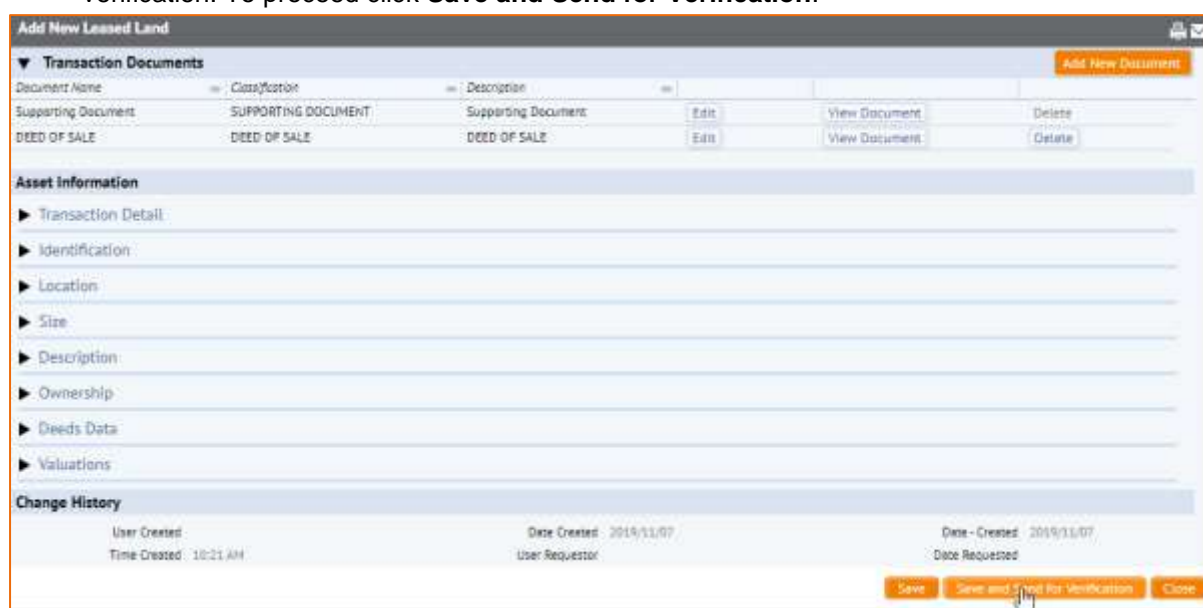 verification. To proceed click Save and Send for Verification.
Add New Leased Land
Transaction Documents Add New Document
Document Name Classification Description
Supporting Document SUPPORTING DOCUMENT Supporting Document Edit View Document Delete
DEED OF SALE DEED OF SALE DEED OF SALE Edit View Document Delete
Asset Information
Transaction Detail
Identification
Location
Size
Description
Ownership
Deeds Data
Valuations
Change History
User Created Date Created 2019/11/07 Date - Created 2019/11/07
Time Created 10:21 AM User Requestor Date Requested
Save Save and Send for Verification Close